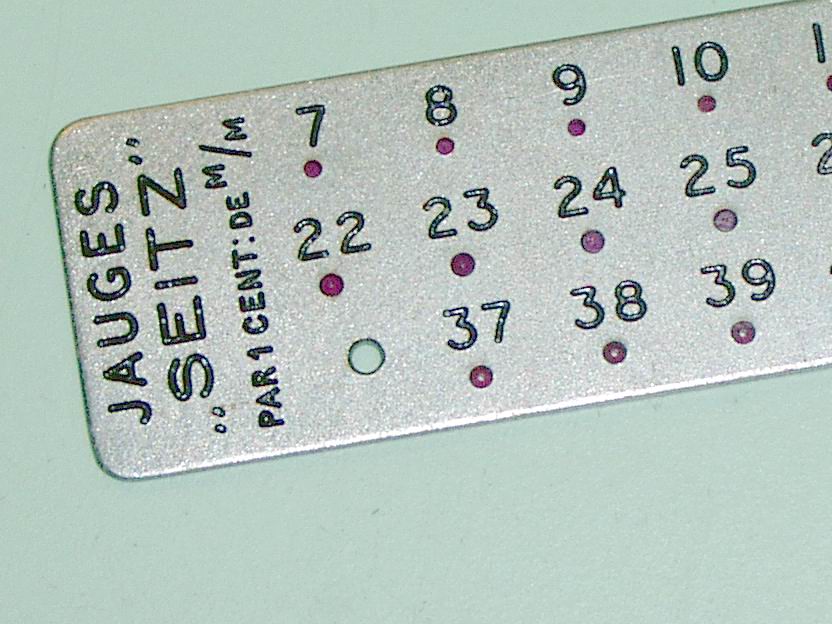 JAUGES
"SEITZ"
PAR 1 CENT: DE M/M
7 8 9 10
22 23 24 25
37 38 39